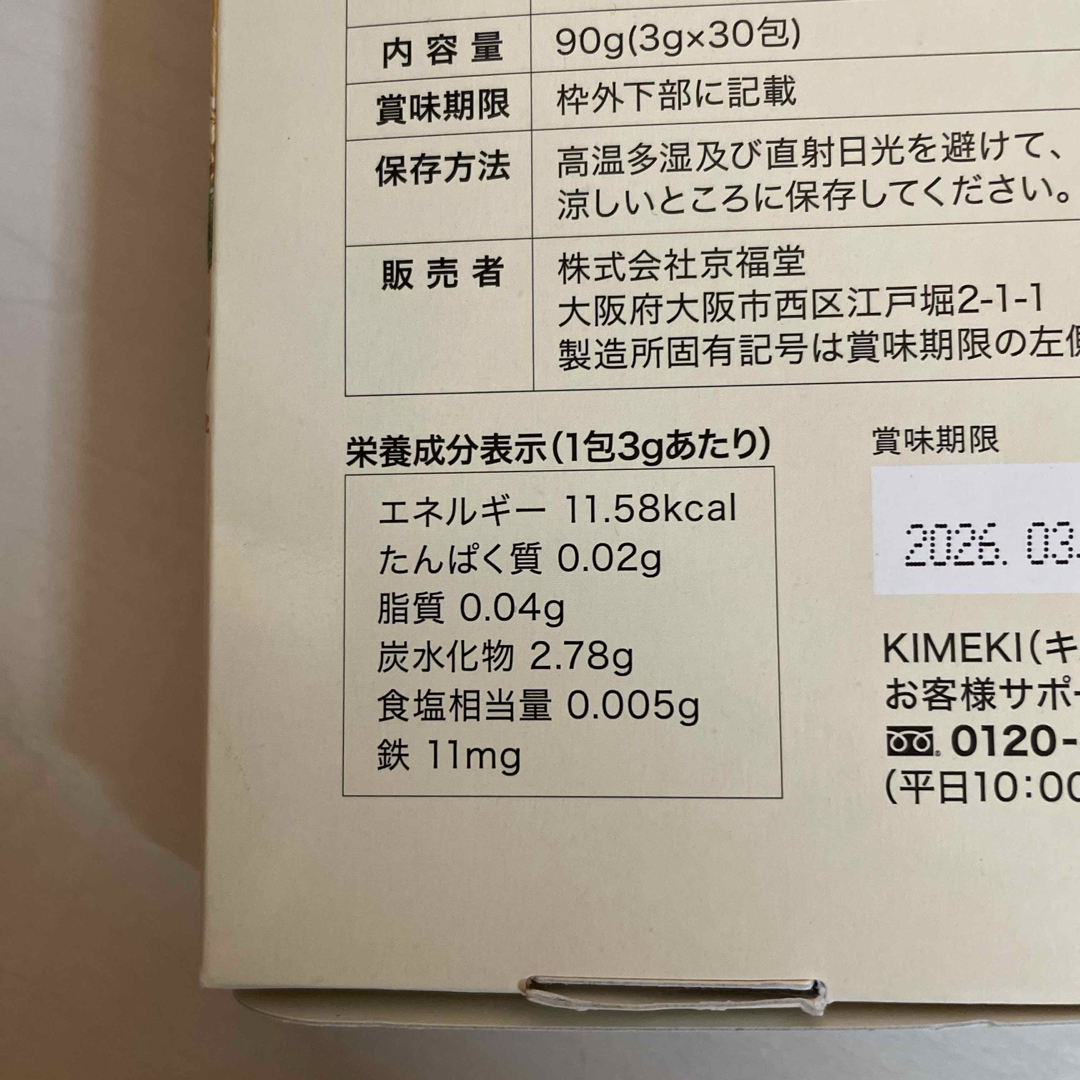 内容量 90g(3g×30包)
賞味期限 枠外下部に記載
保存方法 高温多湿及び直射日光を避けて、
涼しいところに保存してください。
販売者 株式会社京福堂
大阪府大阪市西区江戸堀2-1-1
製造所固有記号は賞味期限の左側
栄養成分表示(1包3gあたり)
エネルギー 11.58kcal
たんぱく質 0.02g
脂質 0.04g
炭水化物 2.78g
食塩相当量 0.005g
鉄 11mg
賞味期限
2026. 03.
KIMEKI(キ
お客様サポー
0120-
(平日10:00